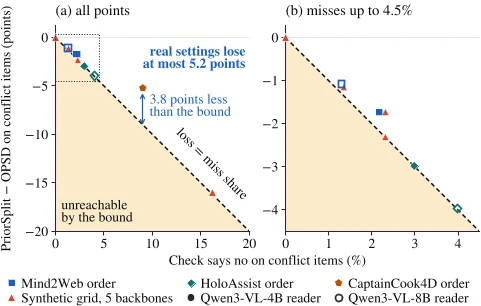 (a) all points
(b) misses up to 4.5%
PriorSplit − OPSD on conflict items (points)
0
−5
−10
−15
−20
real settings lose
at most 5.2 points
3.8 points less
than the bound
loss = miss share
unreachable
by the bound
0 5 10 15 20
0
−1
−2
−3
−4
0 1 2 3 4
Check says no on conflict items (%)
Mind2Web order HoloAssist order CaptainCook4D order
Synthetic grid, 5 backbones Qwen3-VL-4B reader Qwen3-VL-8B reader